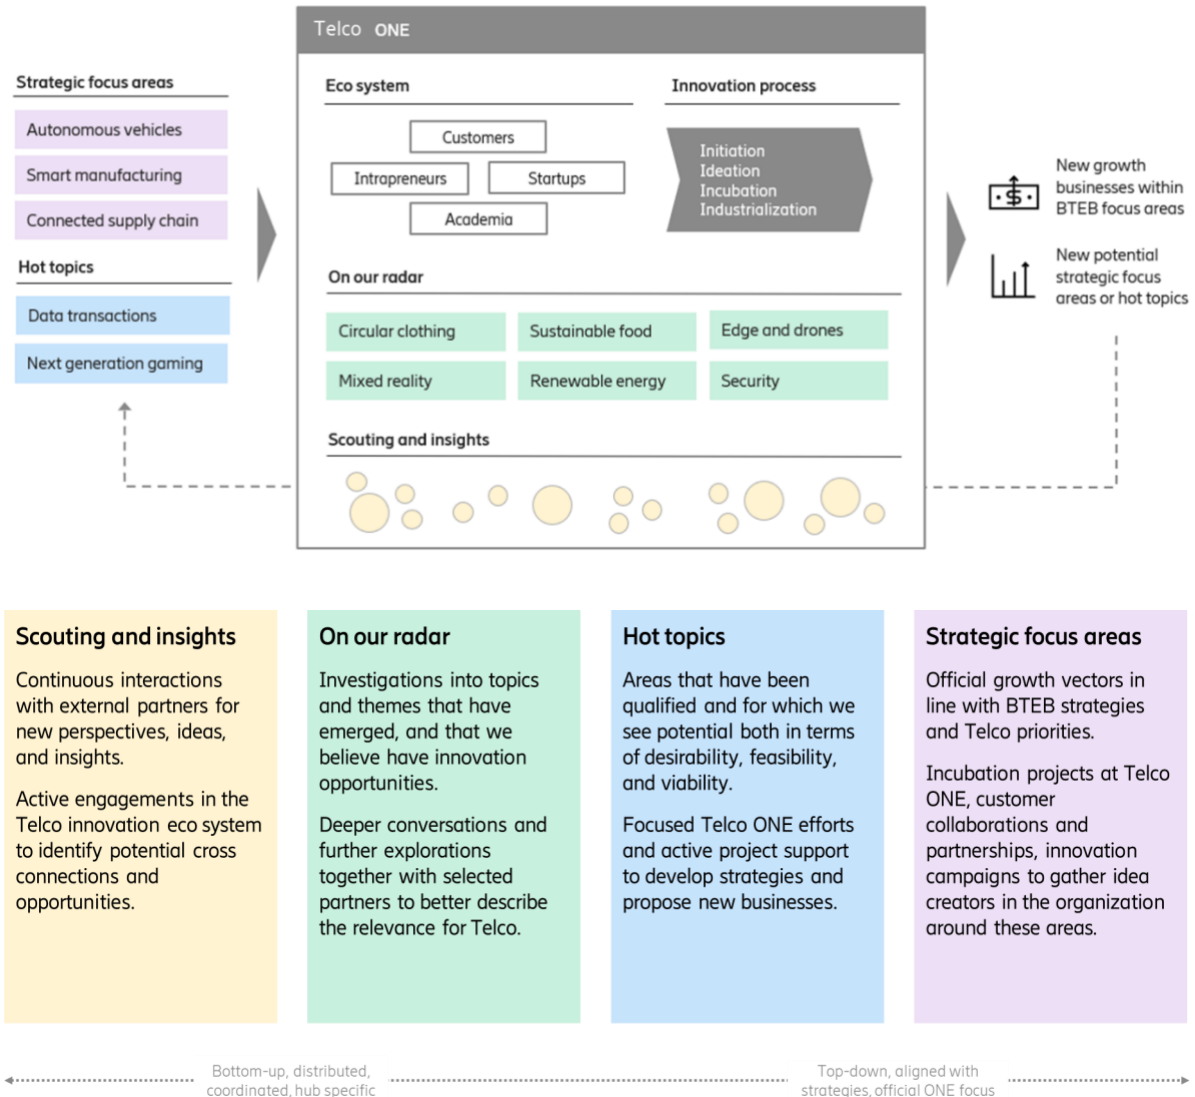 Telco ONE
Strategic focus areas
Autonomous vehicles
Smart manufacturing
Connected supply chain
Hot topics
Data transactions
Next generation gaming
Eco system
Customers
Intrapreneurs
Startups
Academia
Innovation process
Initiation
Ideation
Incubation
Industrialization
On our radar
Circular clothing
Sustainable food
Edge and drones
Mixed reality
Renewable energy
Security
Scouting and insights
New growth
businesses within
BTEB focus areas
New potential
strategic focus
areas or hot topics
Scouting and insights
Continuous interactions
with external partners for
new perspectives, ideas,
and insights.
Active engagements in the
Telco innovation eco system
to identify potential cross
connections and
opportunities.
On our radar
Investigations into topics
and themes that have
emerged, and that we
believe have innovation
opportunities.
Deeper conversations and
further explorations
together with selected
partners to better describe
the relevance for Telco.
Hot topics
Areas that have been
qualified and for which we
see potential both in terms
of desirability, feasibility,
and viability.
Focused Telco ONE efforts
and active project support
to develop strategies and
propose new businesses.
Strategic focus areas
Official growth vectors in
line with BTEB strategies
and Telco priorities.
Incubation projects at Telco
ONE, customer
collaborations and
partnerships, innovation
campaigns to gather idea
creators in the organization
around these areas.
Bottom-up, distributed,
coordinated, hub specific
Top-down, aligned with
strategies, official ONE focus